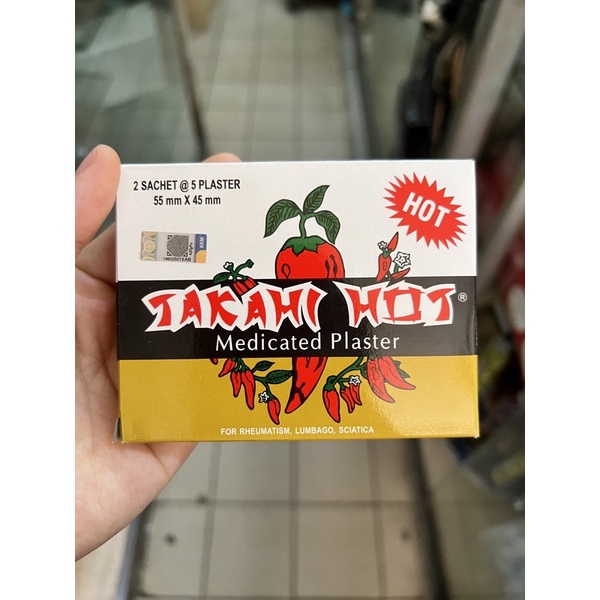 2 SACHET @ 5 PLASTER
55 mm X 45 mm
HOT
TAKAHI HOT®
Medicated Plaster
FOR RHEUMATISM, LUMBAGO, SCIATICA